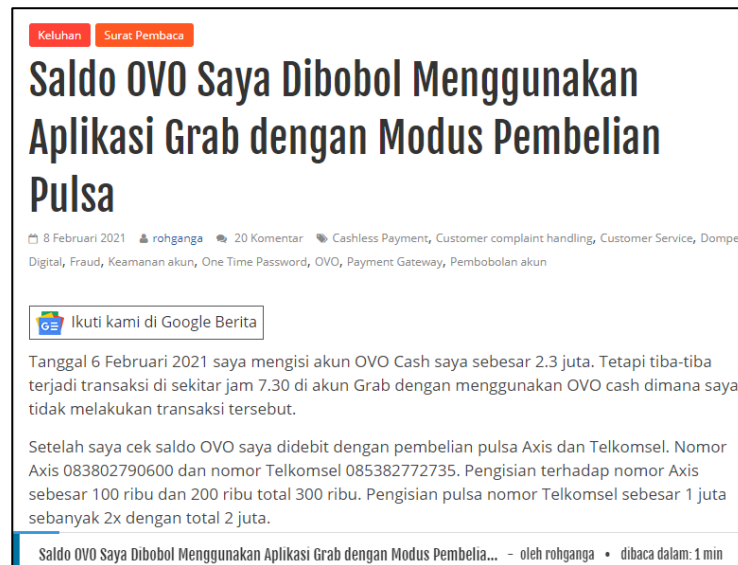 Keluhan Surat Pembaca
Saldo OVO Saya Dibobol Menggunakan
Aplikasi Grab dengan Modus Pembelian
Pulsa
8 Februari 2021 rohganga 20 Komentar Cashless Payment, Customer complaint handling, Customer Service, Dompe
Digital, Fraud, Keamanan akun, One Time Password, OVO, Payment Gateway, Pembobolan akun
Ikuti kami di Google Berita
Tanggal 6 Februari 2021 saya mengisi akun OVO Cash saya sebesar 2.3 juta. Tetapi tiba-tiba
terjadi transaksi di sekitar jam 7.30 di akun Grab dengan menggunakan OVO cash dimana saya
tidak melakukan transaksi tersebut.
Setelah saya cek saldo OVO saya didebit dengan pembelian pulsa Axis dan Telkomsel. Nomor
Axis 083802790600 dan nomor Telkomsel 085382772735. Pengisian terhadap nomor Axis
sebesar 100 ribu dan 200 ribu total 300 ribu. Pengisian pulsa nomor Telkomsel sebesar 1 juta
sebanyak 2x dengan total 2 juta.
Saldo OVO Saya Dibobol Menggunakan Aplikasi Grab dengan Modus Pembelia... – oleh rohganga • dibaca dalam: 1 min